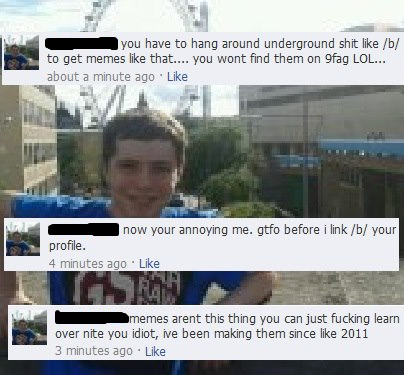 you have to hang around underground shit like /b/
to get memes like that.... you wont find them on 9fag LOL...
about a minute ago · Like
now your annoying me. gtfo before i link /b/ your
profile.
4 minutes ago · Like
memes arent this thing you can just fucking learn
over nite you idiot, ive been making them since like 2011
3 minutes ago · Like